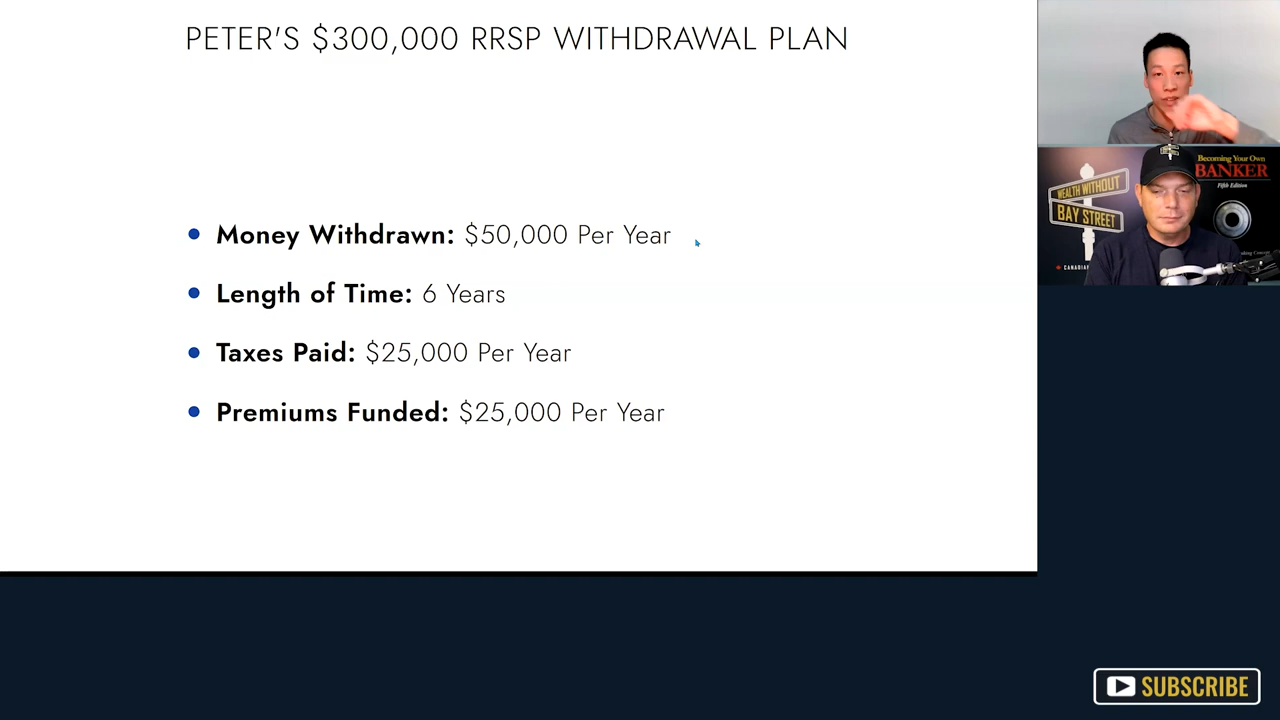 PETER'S $300,000 RRSP WITHDRAWAL PLAN
Money Withdrawn: $50,000 Per Year
Length of Time: 6 Years
Taxes Paid: $25,000 Per Year
Premiums Funded: $25,000 Per Year
WEALTH WITHOUT
BAY STREET
Becoming Your Own
BANKER
Fifth Edition
SUBSCRIBE